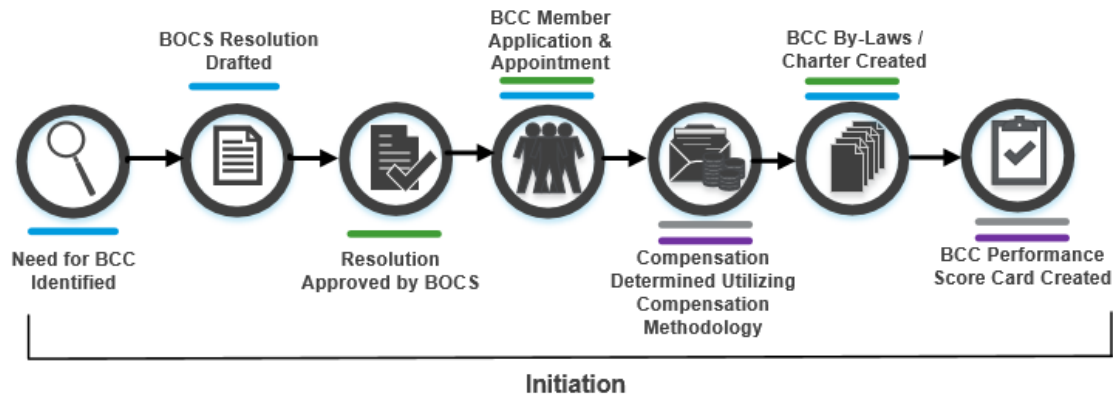 BOCS Resolution
Drafted
BCC Member
Application &
Appointment
BCC By-Laws /
Charter Created
Need for BCC
Identified
Resolution
Approved by BOCS
Compensation
Determined Utilizing
Compensation
Methodology
BCC Performance
Score Card Created
Initiation